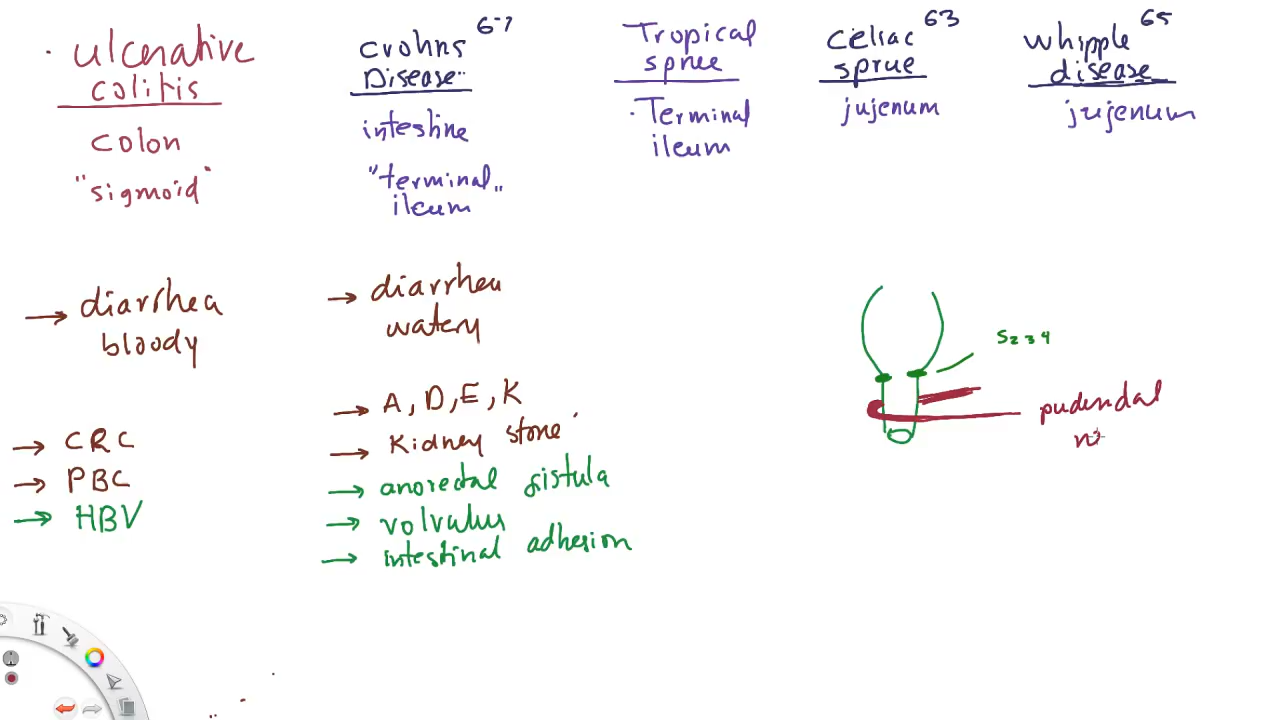 ulcerative
colitis
colon
"sigmoid"
→ diarrhea
bloody
→ CRC
→ PBC
→ HBV
Crohns 6-7
Disease
intestine
"terminal
ileum"
→ diarrhea
watery
→ A, D, E, K
→ Kidney stone
→ anorectal fistula
→ volvulus
→ intestinal adhesion
Tropical
sprue
Terminal
ileum
Celiac 63
sprue
jujenum
Whipple 65
disease
jujenum
S2 3 4
pudendal